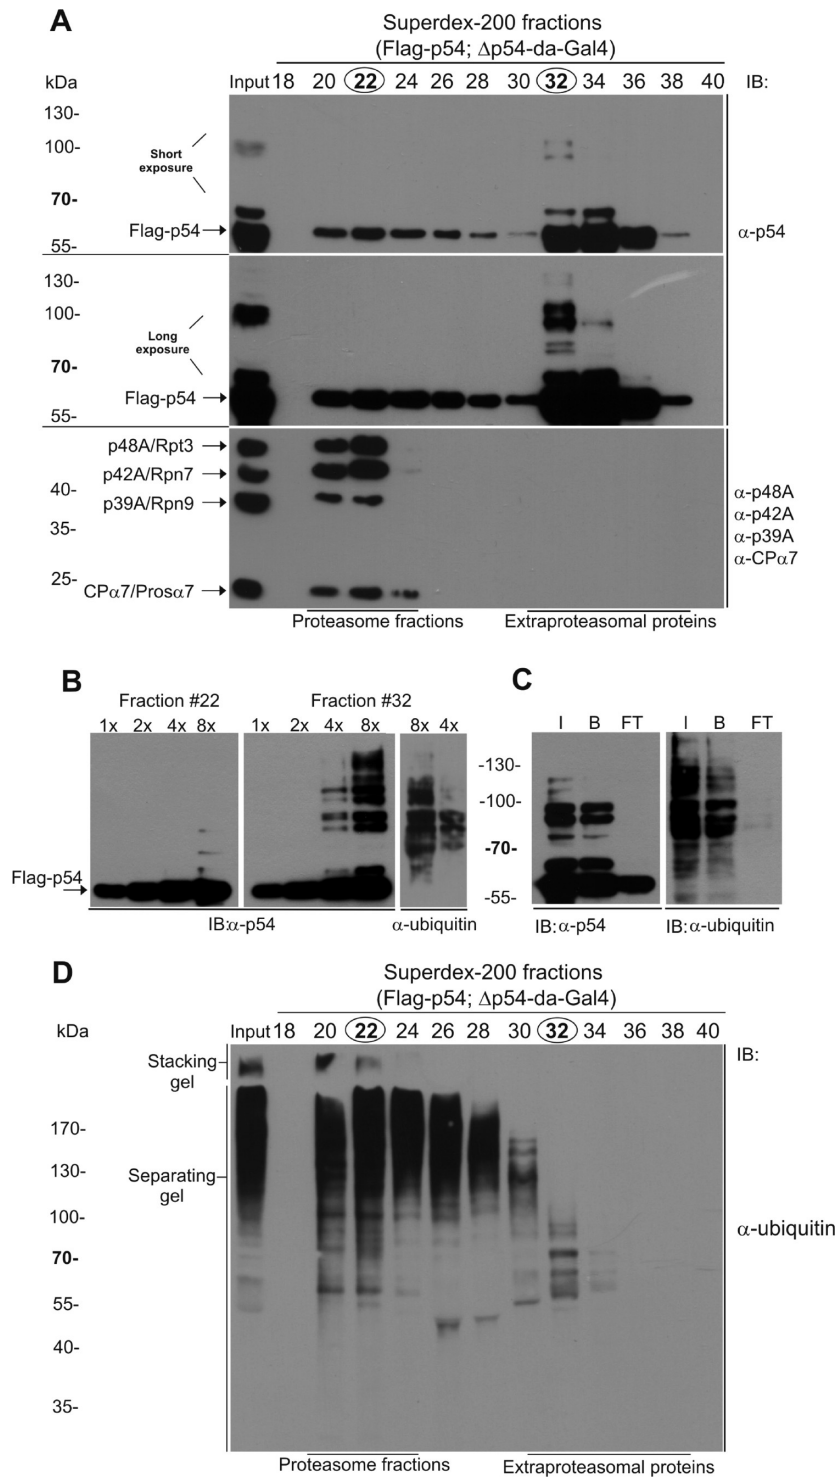 A
Superdex-200 fractions
(Flag-p54; Δp54-da-Gal4)
kDa
Input 18 20 22 24 26 28 30 32 34 36 38 40
IB:
130-
100-
Short
exposure
70-
Flag-p54
α-p54
55-
130-
100-
Long
exposure
70-
Flag-p54
55-
p48A/Rpt3
p42A/Rpn7
40-
p39A/Rpn9
α-p48A
α-p42A
35-
α-p39A
α-CPα7
25-
CPα7/Prosα7
Proteasome fractions
Extraproteasomal proteins
B
Fraction #22
Fraction #32
1x 2x 4x 8x 1x 2x 4x 8x 8x 4x
Flag-p54
IB:α-p54
α-ubiquitin
C
I B FT I B FT
-130-
-100-
-70-
-55-
IB: α-p54
IB: α-ubiquitin
D
Superdex-200 fractions
(Flag-p54; Δp54-da-Gal4)
kDa
Input 18 20 22 24 26 28 30 32 34 36 38 40
IB:
Stacking
gel
170-
130-
Separating
gel
100-
α-ubiquitin
70-
55-
40-
35-
Proteasome fractions
Extraproteasomal proteins